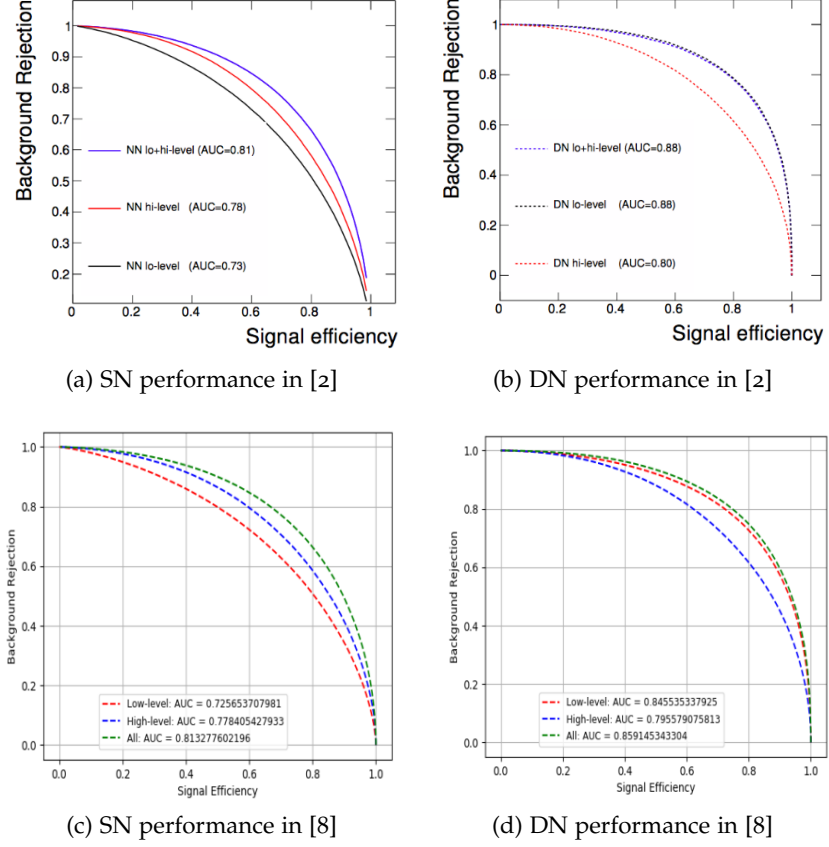 Background Rejection
1
0.9
0.8
0.7
0.6
0.5
0.4
0.3
0.2
NN lo+hi-level (AUC=0.81)
NN hi-level (AUC=0.78)
NN lo-level (AUC=0.73)
0 0.2 0.4 0.6 0.8 1
Signal efficiency
(a) SN performance in [2]
Background Rejection
1
0.8
0.6
0.4
0.2
0
DN lo+hi-level (AUC=0.88)
DN lo-level (AUC=0.88)
DN hi-level (AUC=0.80)
0 0.2 0.4 0.6 0.8 1
Signal efficiency
(b) DN performance in [2]
Background Rejection
1.0
0.8
0.6
0.4
0.2
0.0
Low-level: AUC = 0.725653707981
High-level: AUC = 0.778405427933
All: AUC = 0.813277602196
0.0 0.2 0.4 0.6 0.8 1.0
Signal Efficiency
(c) SN performance in [8]
Background Rejection
1.0
0.8
0.6
0.4
0.2
0.0
Low-level: AUC = 0.845535337925
High-level: AUC = 0.795579075813
All: AUC = 0.859145343304
0.0 0.2 0.4 0.6 0.8 1.0
Signal Efficiency
(d) DN performance in [8]